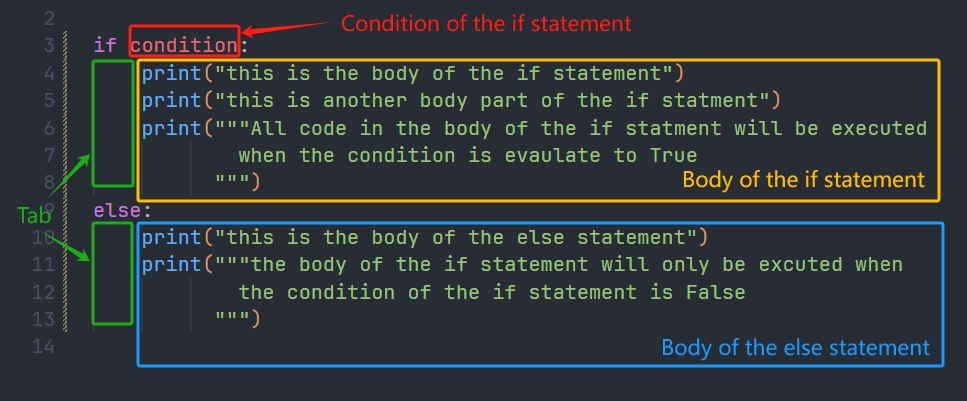 Condition of the if statement
2
3 if condition:
4 print("this is the body of the if statement")
5 print("this is another body part of the if statment")
6 print("""All code in the body of the if statment will be executed
7 when the condition is evaulate to True
8 """)
Body of the if statement
Tab
9 else:
10 print("this is the body of the else statement")
11 print("""the body of the if statement will only be excuted when
12 the condition of the if statement is False
13 """)
14
Body of the else statement